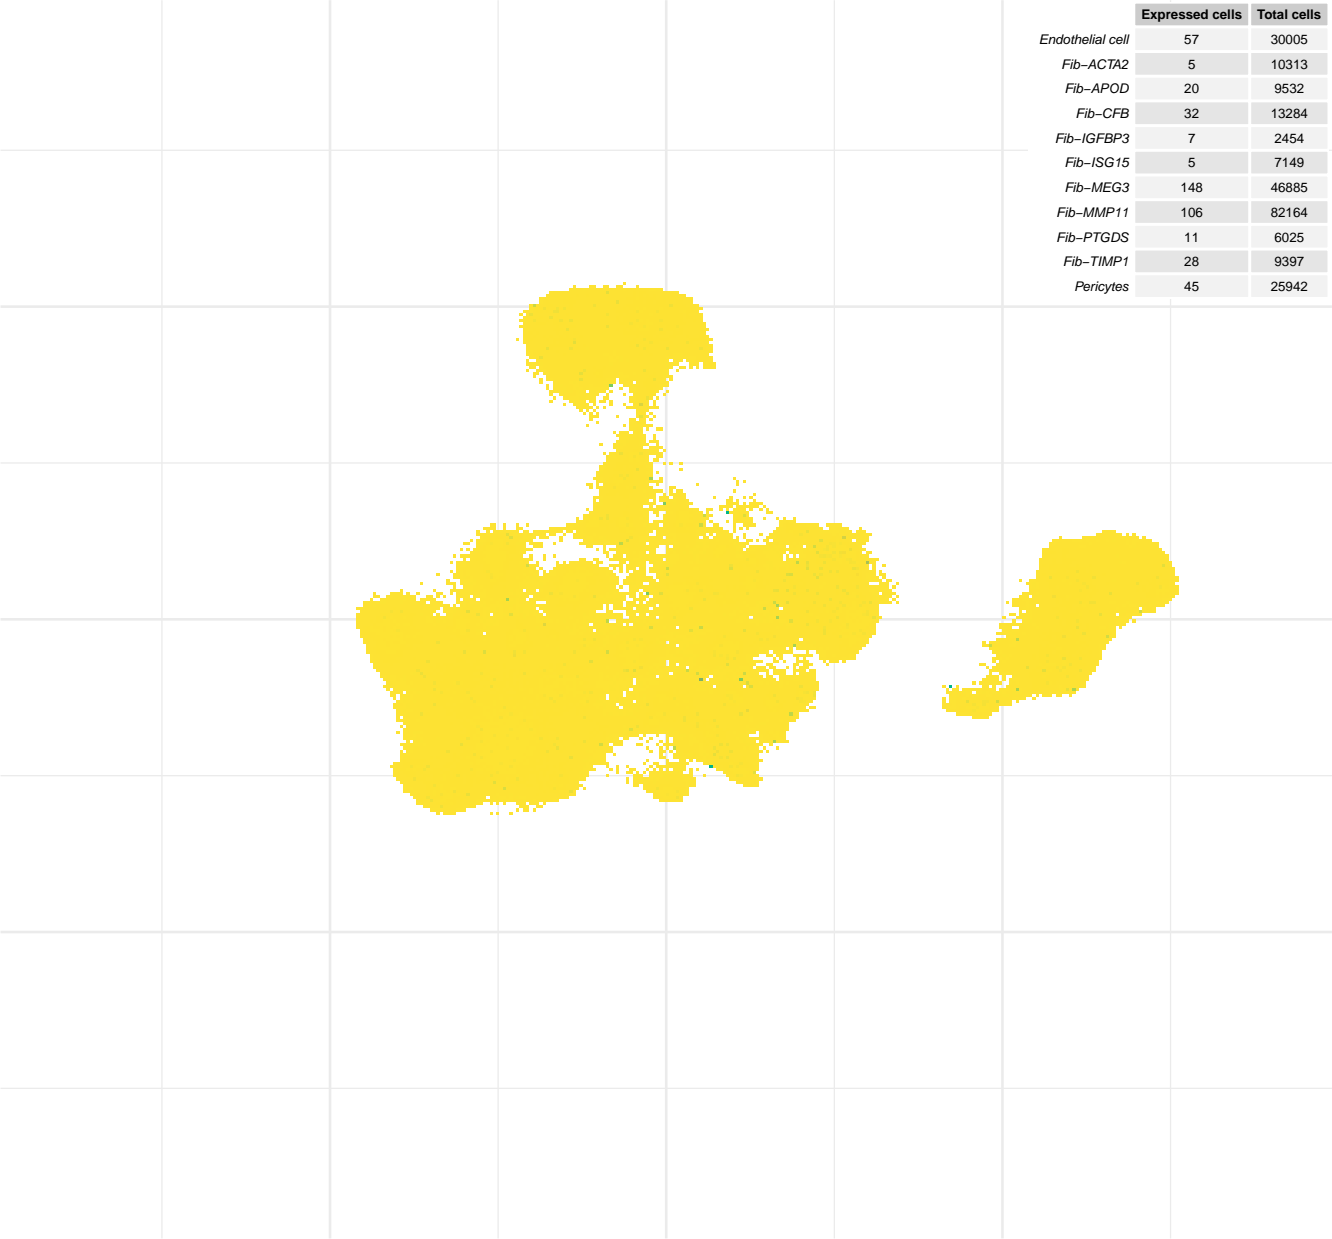 Expressed cells Total cells
Endothelial cell 57 30005
Fib−ACTA2 5 10313
Fib−APOD 20 9532
Fib−CFB 32 13284
Fib−IGFBP3 7 2454
Fib−ISG15 5 7149
Fib−MEG3 148 46885
Fib−MMP11 106 82164
Fib−PTGDS 11 6025
Fib−TIMP1 28 9397
Pericytes 45 25942